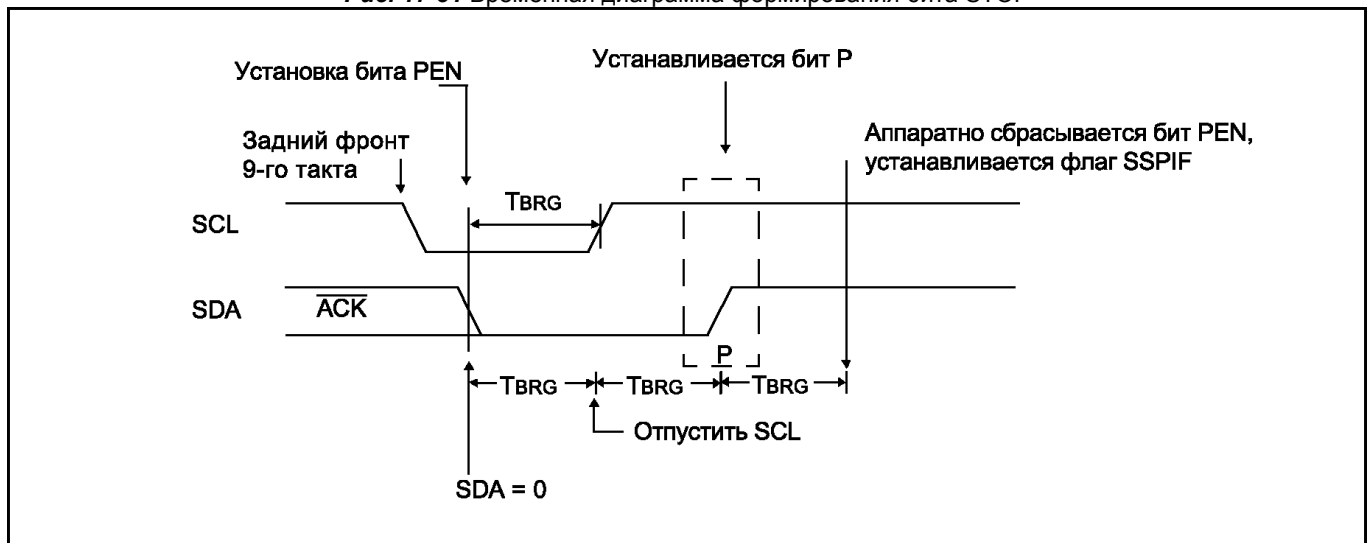 Установка бита PEN
Устанавливается бит P
Задний фронт
9-го такта
Аппаратно сбрасывается бит PEN,
устанавливается флаг SSPIF
TBRG
SCL
SDA
ACK
P
TBRG
TBRG
TBRG
Отпустить SCL
SDA = 0